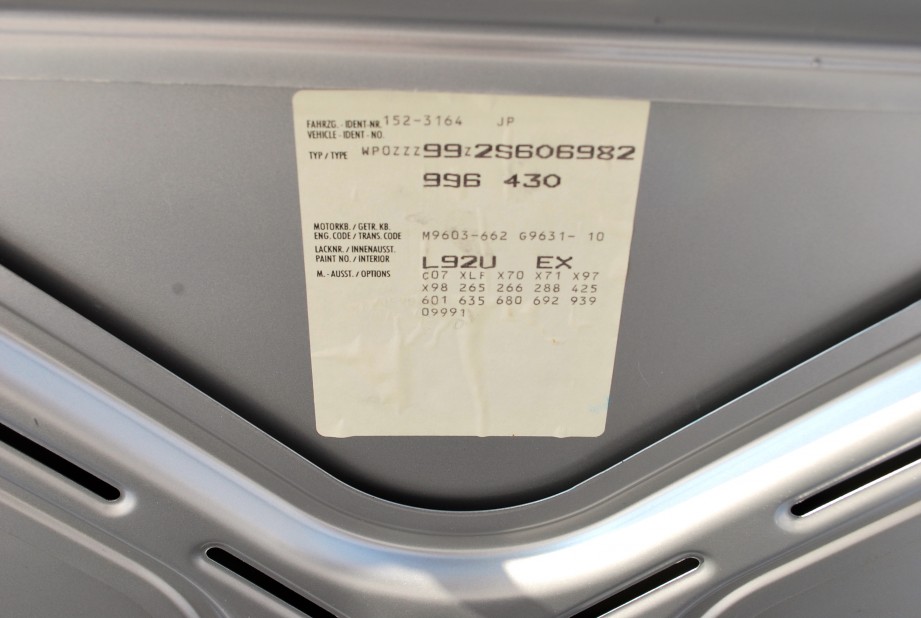 FAHRZG. - IDENT-NR. 152-3164 JP
VEHICLE - IDENT - NO.
TYP / TYPE WP0ZZZ99Z2S606982
996 430
MOTORKB. / GETR. KB.
ENG. CODE / TRANS. CODE M9603-662 G9631- 10
LACKNR. / INNENAUSST.
PAINT NO. / INTERIOR L92U EX
M. - AUSST. / OPTIONS C07 XLF X70 X71 X97
X98 265 266 288 425
601 635 680 692 939
09991